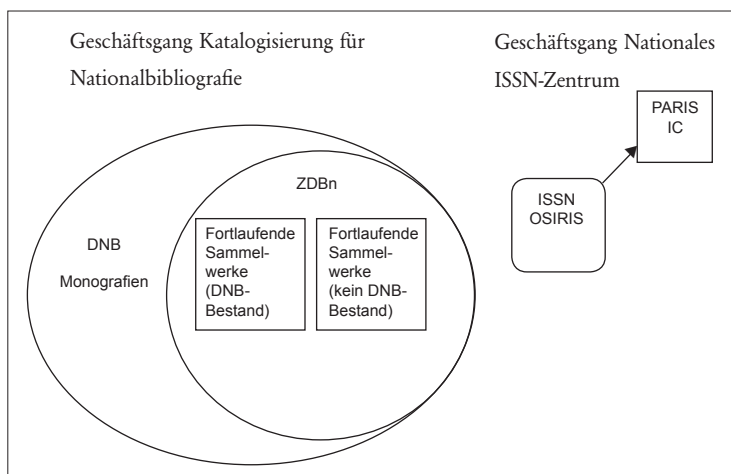 Geschäftsgang Katalogisierung für
Nationalbibliografie
Geschäftsgang Nationales
ISSN-Zentrum
PARIS
IC
ISSN
OSIRIS
ZDBn
DNB
Monografien
Fortlaufende
Sammel-
werke
(DNB-
Bestand)
Fortlaufende
Sammel-
werke
(kein DNB-
Bestand)